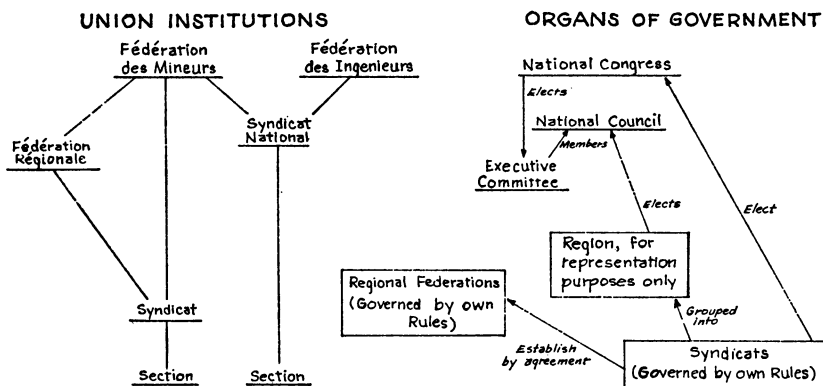 UNION INSTITUTIONS
Fédération
des Mineurs
Fédération
des Ingenieurs
Syndicat
National
Fédération
Régionale
Syndicat
Section
Section
ORGANS OF GOVERNMENT
National Congress
Elects
National Council
Members
Executive
Committee
Elects
Elect
Region, for
representation
purposes only
Regional Federations
(Governed by own
Rules)
Grouped
into
Establish
by agreement
Syndicats
(Governed by own Rules)